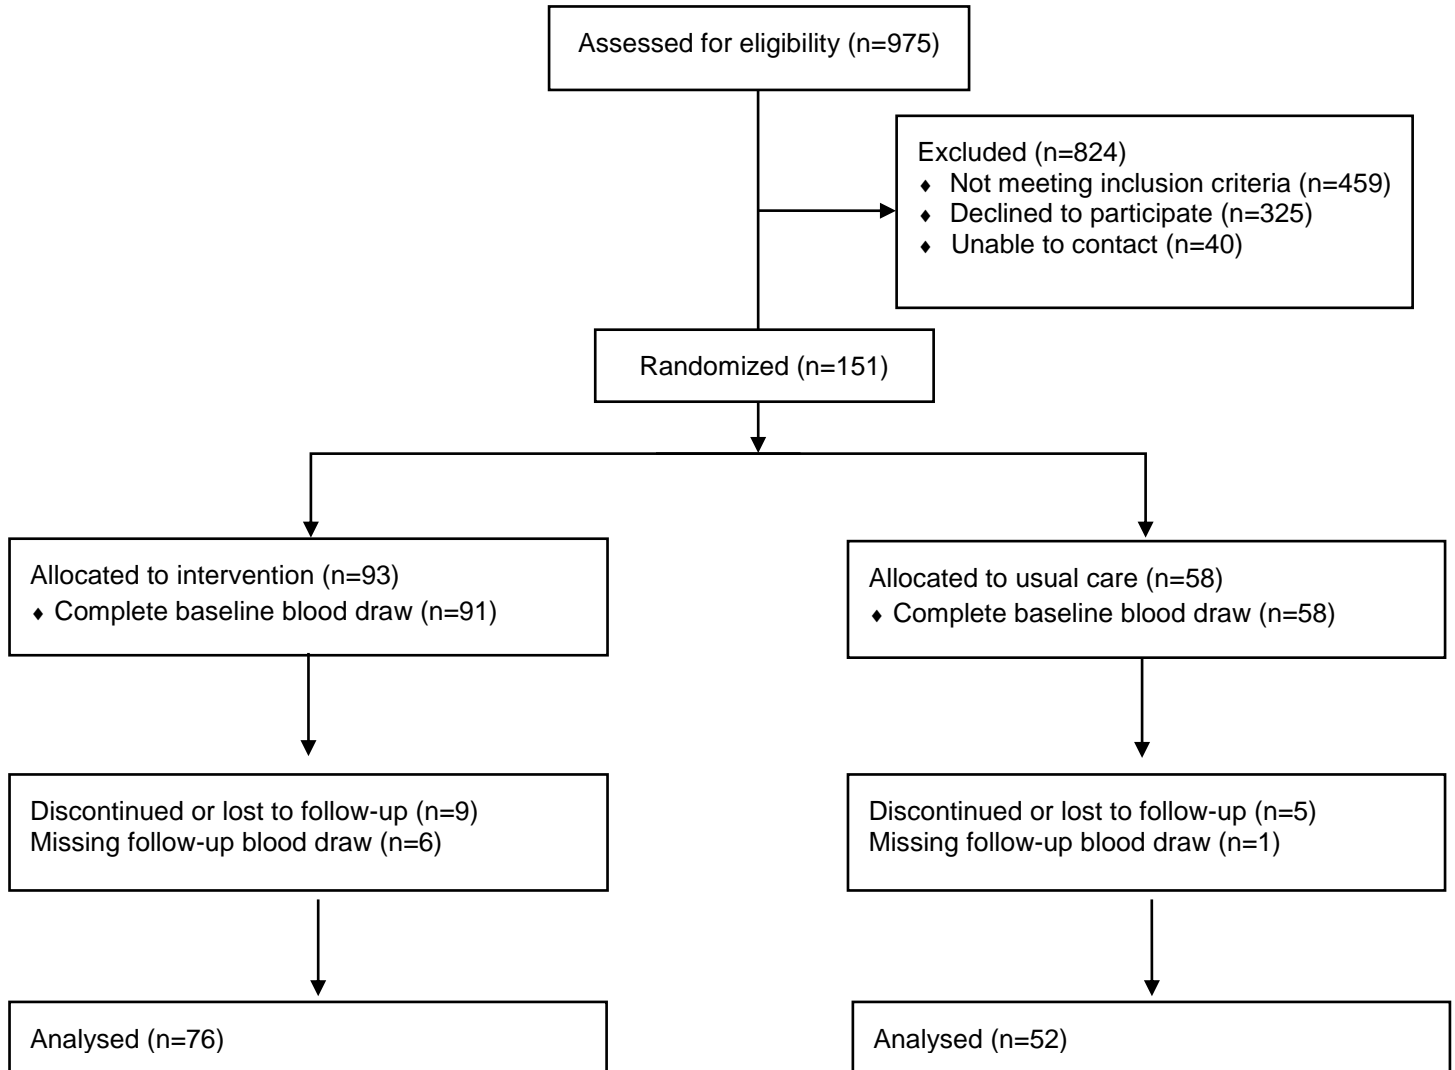 Assessed for eligibility (n=975)
Excluded (n=824)
♦ Not meeting inclusion criteria (n=459)
♦ Declined to participate (n=325)
♦ Unable to contact (n=40)
Randomized (n=151)
Allocated to intervention (n=93)
♦ Complete baseline blood draw (n=91)
Allocated to usual care (n=58)
♦ Complete baseline blood draw (n=58)
Discontinued or lost to follow-up (n=9)
Missing follow-up blood draw (n=6)
Discontinued or lost to follow-up (n=5)
Missing follow-up blood draw (n=1)
Analysed (n=76)
Analysed (n=52)